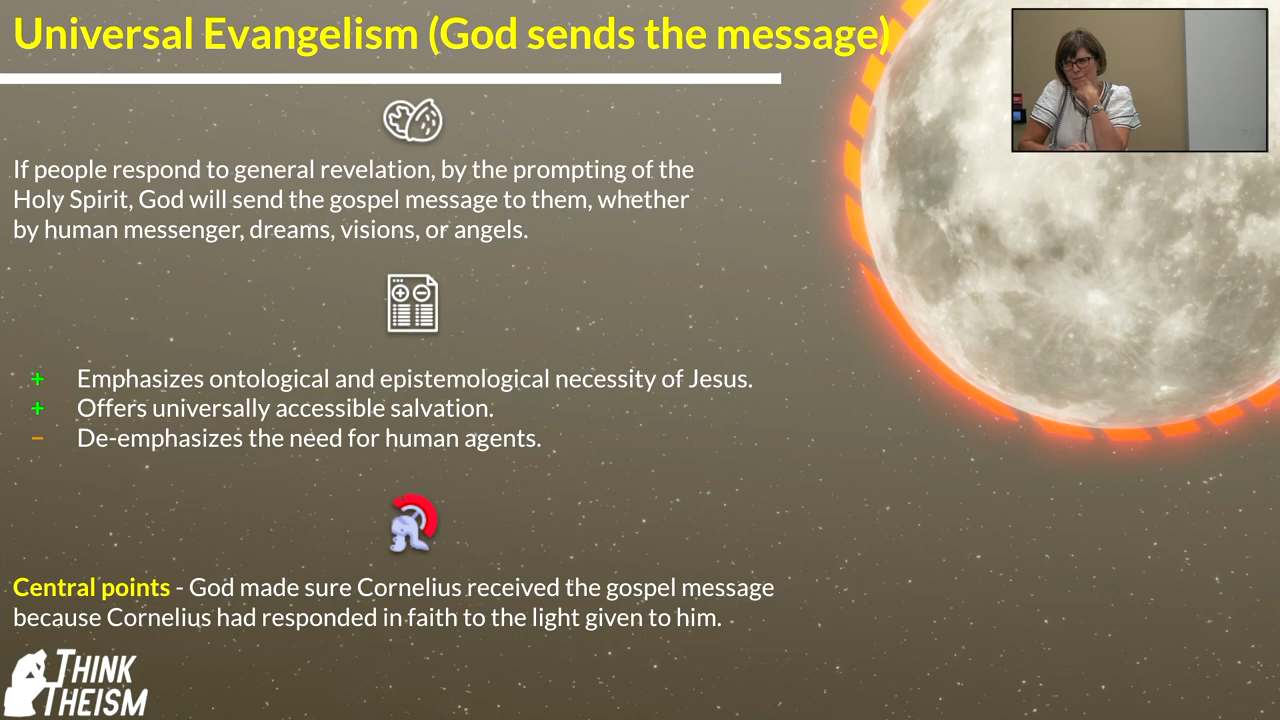 Universal Evangelism (God sends the message)
If people respond to general revelation, by the prompting of the
Holy Spirit, God will send the gospel message to them, whether
by human messenger, dreams, visions, or angels.
+ Emphasizes ontological and epistemological necessity of Jesus.
+ Offers universally accessible salvation.
− De-emphasizes the need for human agents.
Central points - God made sure Cornelius received the gospel message
because Cornelius had responded in faith to the light given to him.
THINK
THEISM